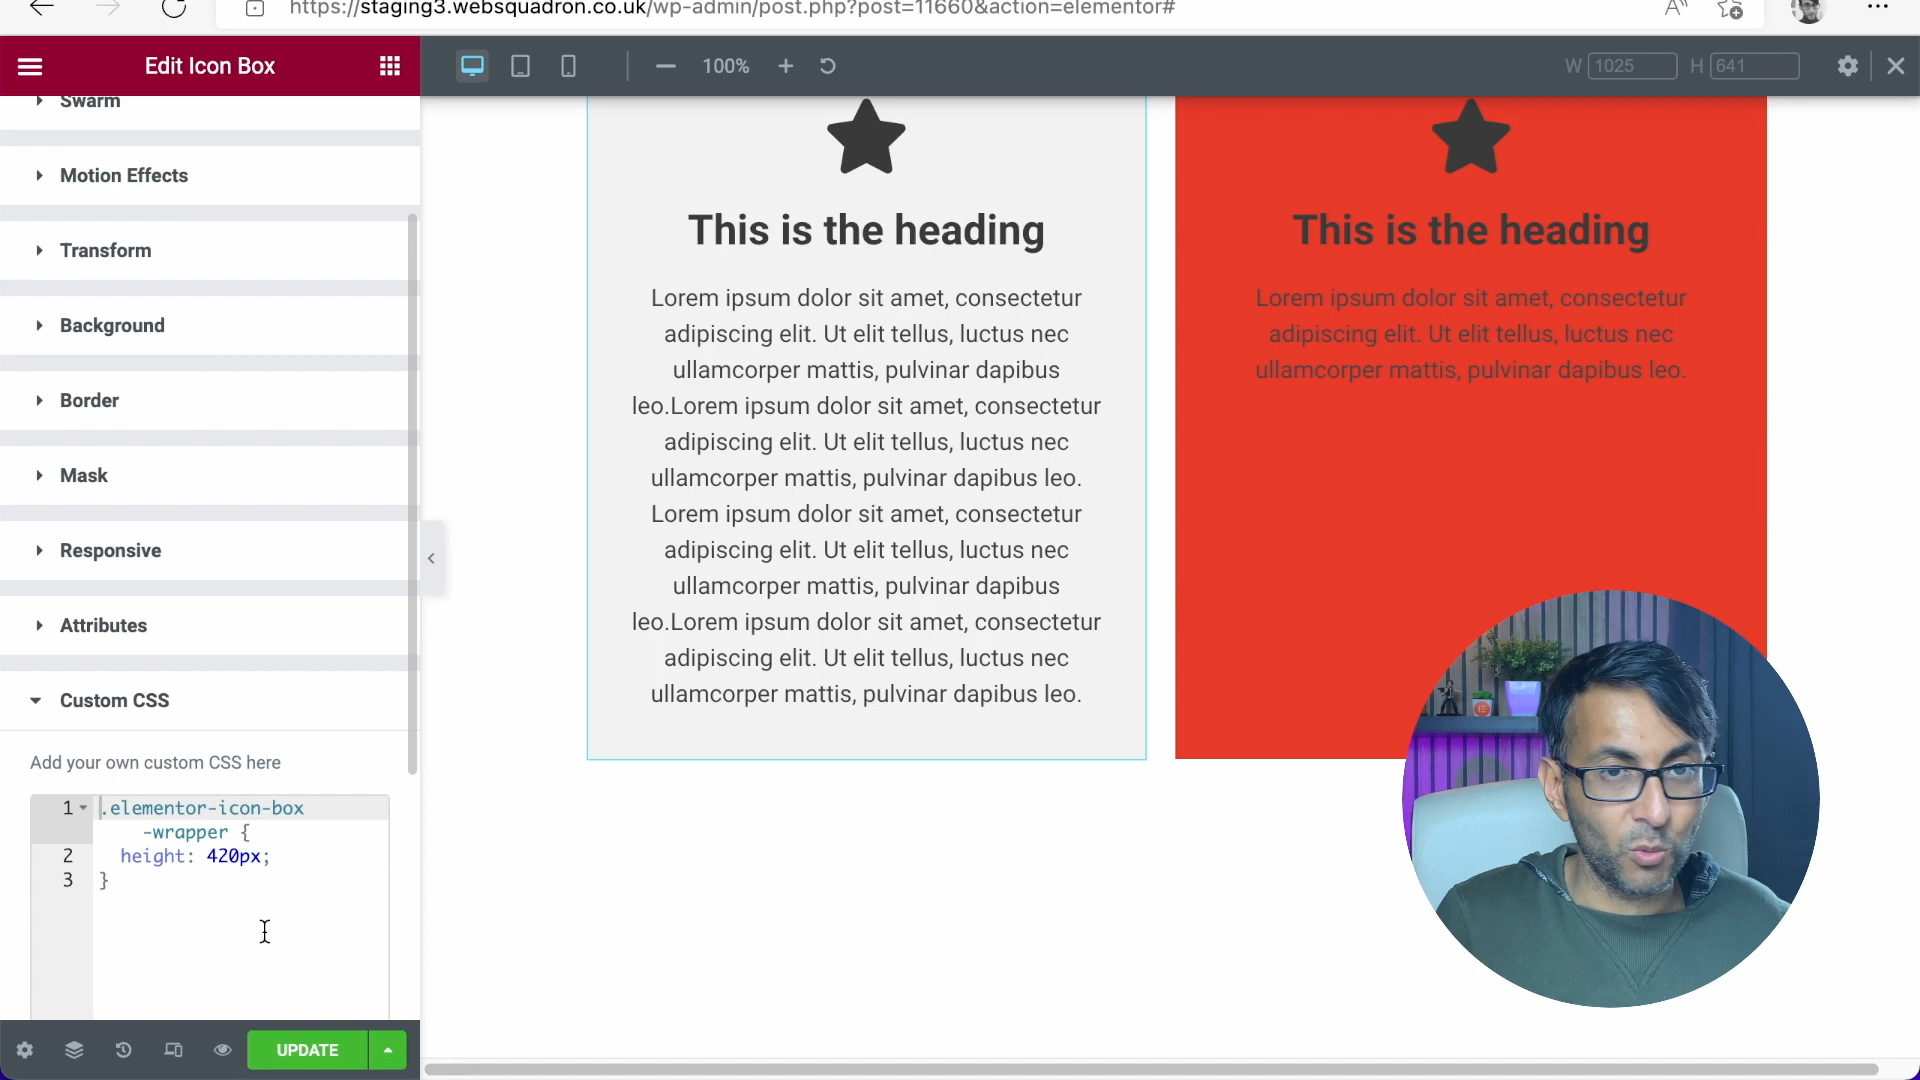 https://staging3.websquadron.co.uk/wp-admin/post.php?post=11660&action=elementor#
Edit Icon Box
100%
W 1025 H 641
Swarm
Motion Effects
Transform
Background
Border
Mask
Responsive
Attributes
Custom CSS
Add your own custom CSS here
1 .elementor-icon-box
-wrapper {
2 height: 420px;
3 }
UPDATE
This is the heading
Lorem ipsum dolor sit amet, consectetur
adipiscing elit. Ut elit tellus, luctus nec
ullamcorper mattis, pulvinar dapibus
leo.Lorem ipsum dolor sit amet, consectetur
adipiscing elit. Ut elit tellus, luctus nec
ullamcorper mattis, pulvinar dapibus leo.
Lorem ipsum dolor sit amet, consectetur
adipiscing elit. Ut elit tellus, luctus nec
ullamcorper mattis, pulvinar dapibus
leo.Lorem ipsum dolor sit amet, consectetur
adipiscing elit. Ut elit tellus, luctus nec
ullamcorper mattis, pulvinar dapibus leo.
This is the heading
Lorem ipsum dolor sit amet, consectetur
adipiscing elit. Ut elit tellus, luctus nec
ullamcorper mattis, pulvinar dapibus leo.